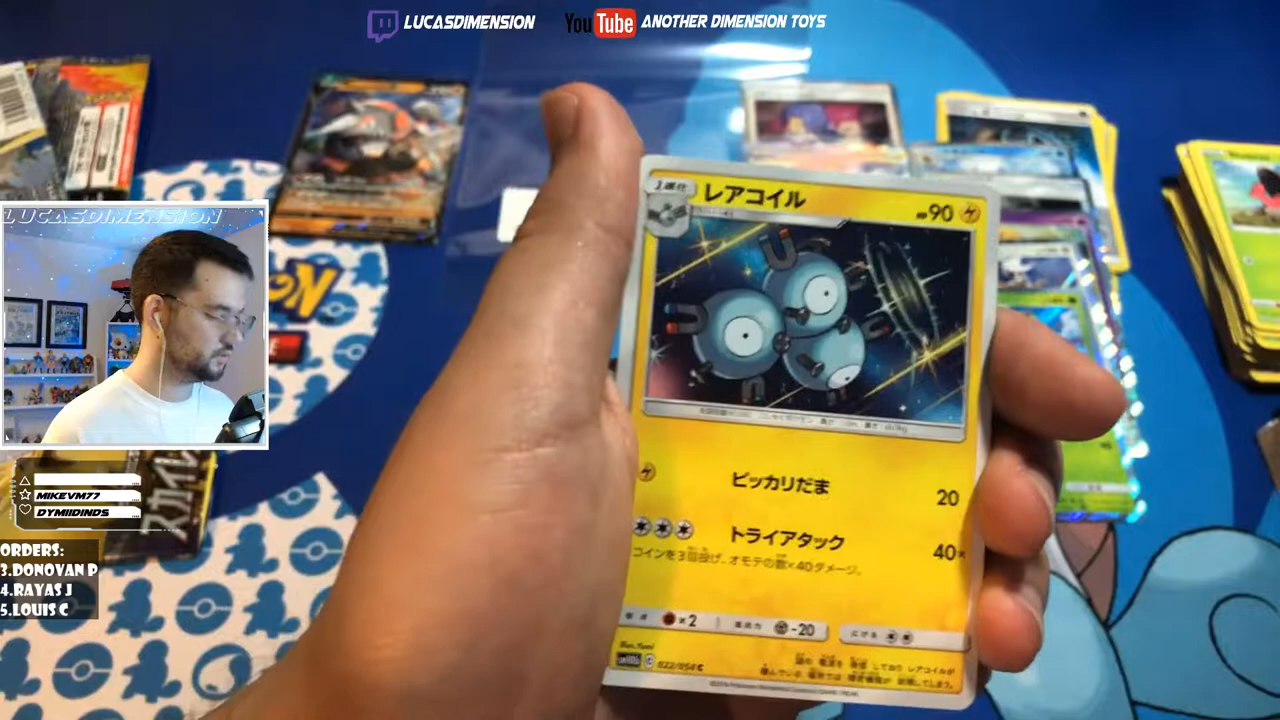 LUCASDIMENSION
YouTube ANOTHER DIMENSION TOYS
1進化
レアコイル
HP90
ピッカリだま 20
トライアタック 40×
コインを3回投げ、オモテの数×40ダメージ。
×2
-20
022/054 C
LUCASDIMENSION
MIKEVM77
DYMIIDINDS
ORDERS:
3.DONOVAN P
4.RAYAS J
5.LOUIS C